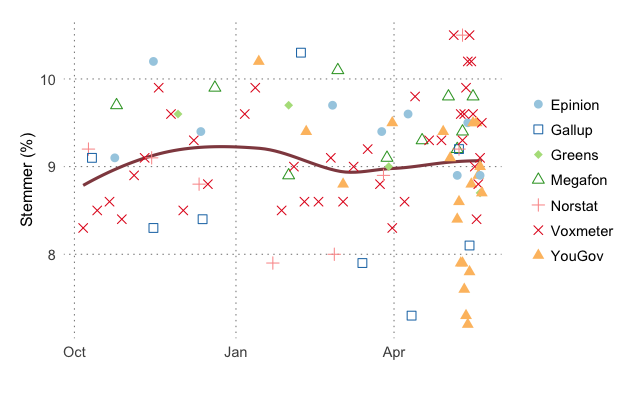 10
9
8
Stemmer (%)
Oct
Jan
Apr
Epinion
Gallup
Greens
Megafon
Norstat
Voxmeter
YouGov